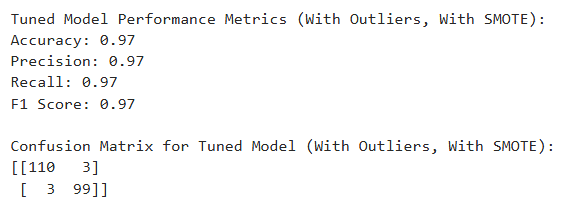 Tuned Model Performance Metrics (With Outliers, With SMOTE):
Accuracy: 0.97
Precision: 0.97
Recall: 0.97
F1 Score: 0.97
Confusion Matrix for Tuned Model (With Outliers, With SMOTE):
[[110   3]
 [  3  99]]